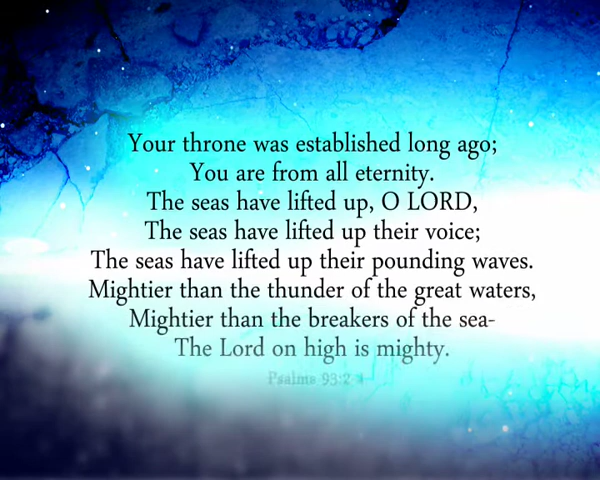 Your throne was established long ago;
You are from all eternity.
The seas have lifted up, O LORD,
The seas have lifted up their voice;
The seas have lifted up their pounding waves.
Mightier than the thunder of the great waters,
Mightier than the breakers of the sea-
The Lord on high is mighty.
Psalms 93:2-4